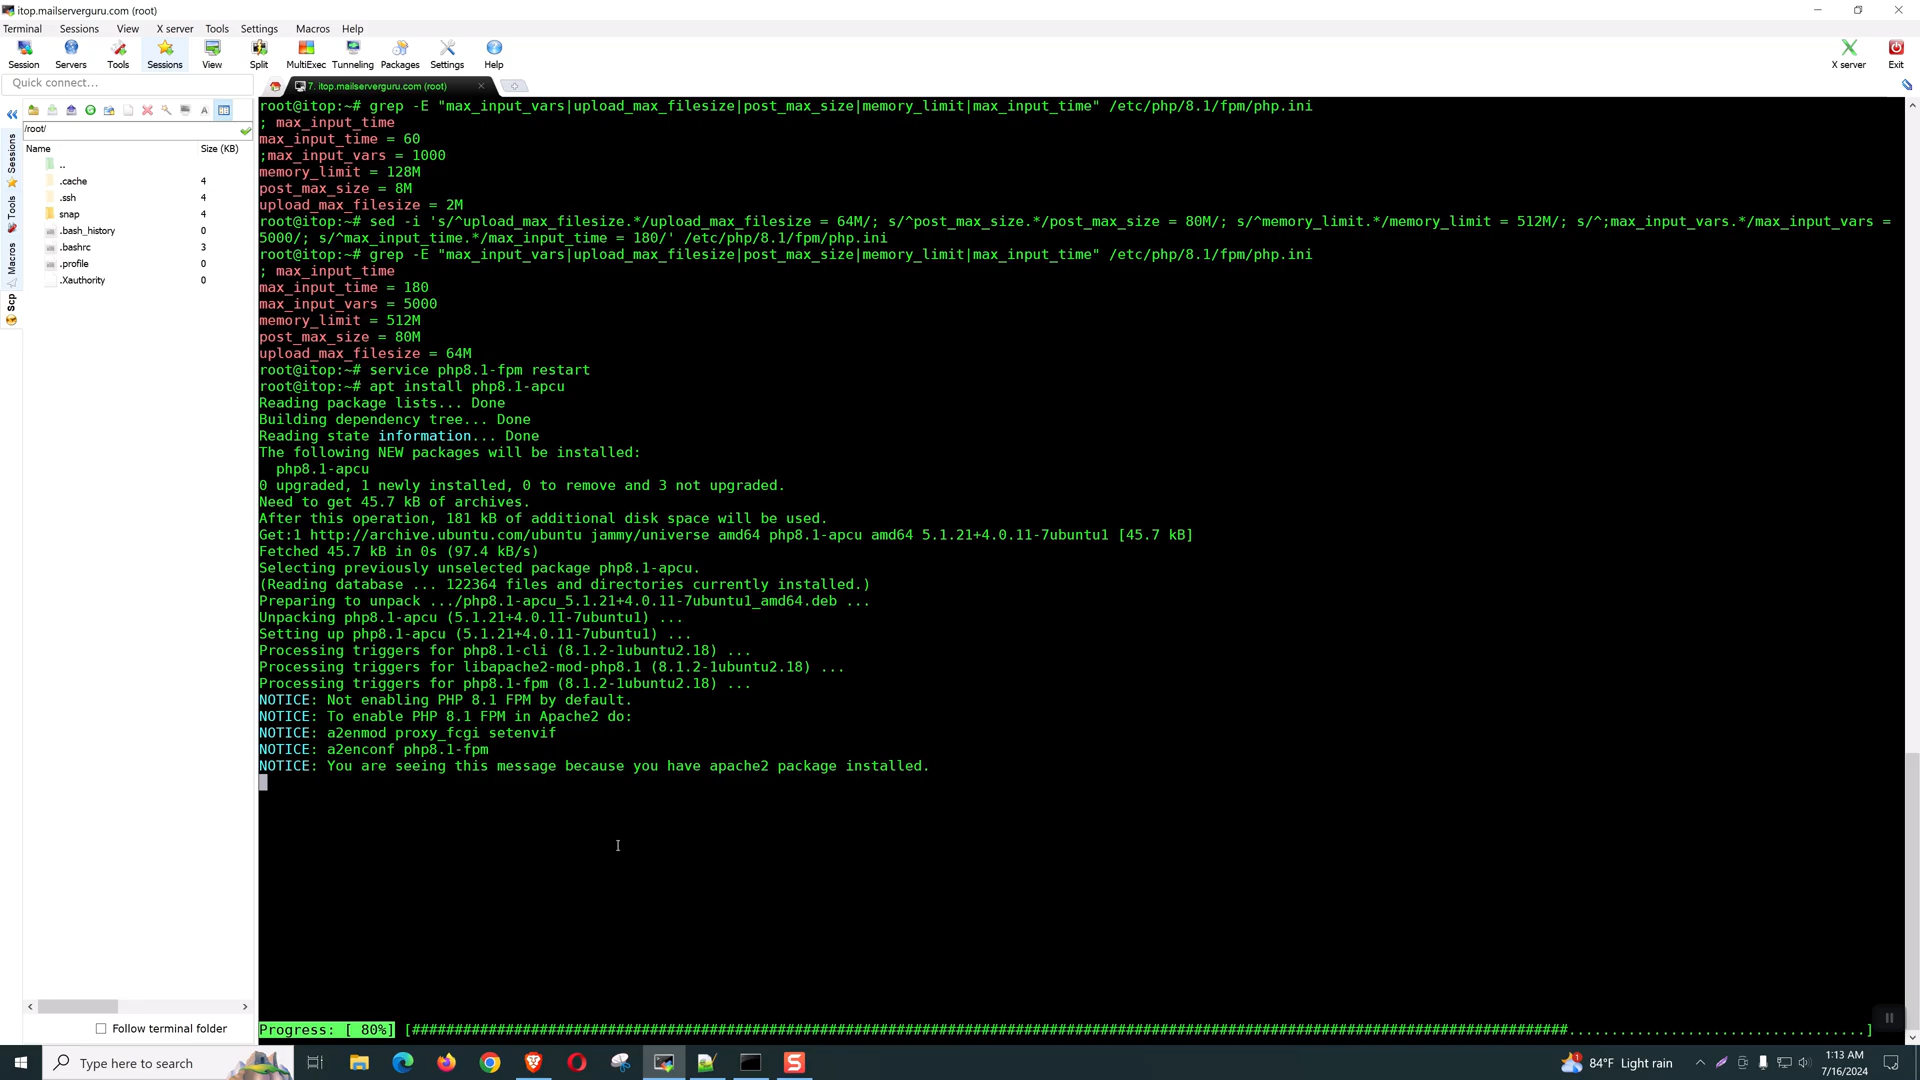 itop.mailserverguru.com (root)
Terminal Sessions View X server Tools Settings Macros Help
Session Servers Tools Sessions View Split MultiExec Tunneling Packages Settings Help X server Exit
Quick connect...
7. itop.mailserverguru.com (root)
/root/
Name Size (KB)
..
.cache 4
.ssh 4
snap 4
.bash_history 0
.bashrc 3
.profile 0
.Xauthority 0
Sessions
Tools
Macros
Scp
Follow terminal folder
root@itop:~# grep -E "max_input_vars|upload_max_filesize|post_max_size|memory_limit|max_input_time" /etc/php/8.1/fpm/php.ini
; max_input_time
max_input_time = 60
;max_input_vars = 1000
memory_limit = 128M
post_max_size = 8M
upload_max_filesize = 2M
root@itop:~# sed -i 's/^upload_max_filesize.*/upload_max_filesize = 64M/; s/^post_max_size.*/post_max_size = 80M/; s/^memory_limit.*/memory_limit = 512M/; s/^;max_input_vars.*/max_input_vars =
5000/; s/^max_input_time.*/max_input_time = 180/' /etc/php/8.1/fpm/php.ini
root@itop:~# grep -E "max_input_vars|upload_max_filesize|post_max_size|memory_limit|max_input_time" /etc/php/8.1/fpm/php.ini
; max_input_time
max_input_time = 180
max_input_vars = 5000
memory_limit = 512M
post_max_size = 80M
upload_max_filesize = 64M
root@itop:~# service php8.1-fpm restart
root@itop:~# apt install php8.1-apcu
Reading package lists... Done
Building dependency tree... Done
Reading state information... Done
The following NEW packages will be installed:
php8.1-apcu
0 upgraded, 1 newly installed, 0 to remove and 3 not upgraded.
Need to get 45.7 kB of archives.
After this operation, 181 kB of additional disk space will be used.
Get:1 http://archive.ubuntu.com/ubuntu jammy/universe amd64 php8.1-apcu amd64 5.1.21+4.0.11-7ubuntu1 [45.7 kB]
Fetched 45.7 kB in 0s (97.4 kB/s)
Selecting previously unselected package php8.1-apcu.
(Reading database ... 122364 files and directories currently installed.)
Preparing to unpack .../php8.1-apcu_5.1.21+4.0.11-7ubuntu1_amd64.deb ...
Unpacking php8.1-apcu (5.1.21+4.0.11-7ubuntu1) ...
Setting up php8.1-apcu (5.1.21+4.0.11-7ubuntu1) ...
Processing triggers for php8.1-cli (8.1.2-1ubuntu2.18) ...
Processing triggers for libapache2-mod-php8.1 (8.1.2-1ubuntu2.18) ...
Processing triggers for php8.1-fpm (8.1.2-1ubuntu2.18) ...
NOTICE: Not enabling PHP 8.1 FPM by default.
NOTICE: To enable PHP 8.1 FPM in Apache2 do:
NOTICE: a2enmod proxy_fcgi setenvif
NOTICE: a2enconf php8.1-fpm
NOTICE: You are seeing this message because you have apache2 package installed.
Progress: [ 80%]
Type here to search
84°F Light rain
1:13 AM
7/16/2024